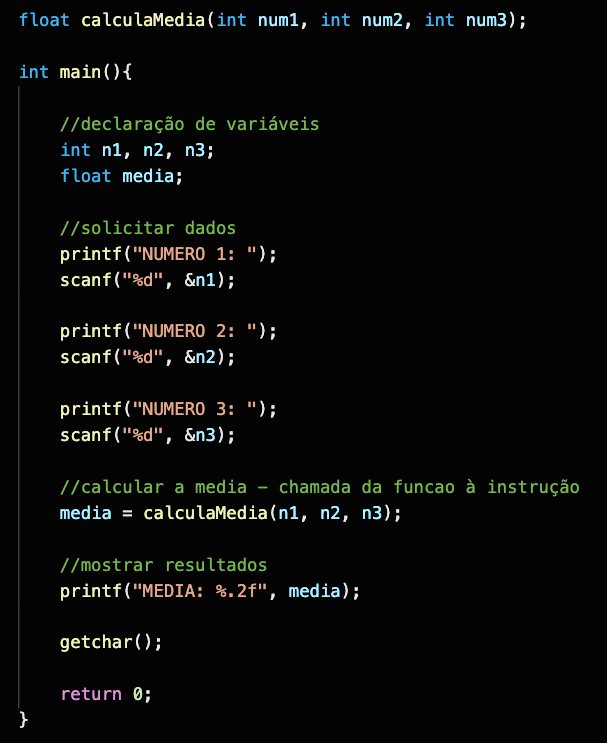 float calculaMedia(int num1, int num2, int num3);
int main(){
//declaração de variáveis
int n1, n2, n3;
float media;
//solicitar dados
printf("NUMERO 1: ");
scanf("%d", &n1);
printf("NUMERO 2: ");
scanf("%d", &n2);
printf("NUMERO 3: ");
scanf("%d", &n3);
//calcular a media - chamada da funcao à instrução
media = calculaMedia(n1, n2, n3);
//mostrar resultados
printf("MEDIA: %.2f", media);
getchar();
return 0;
}